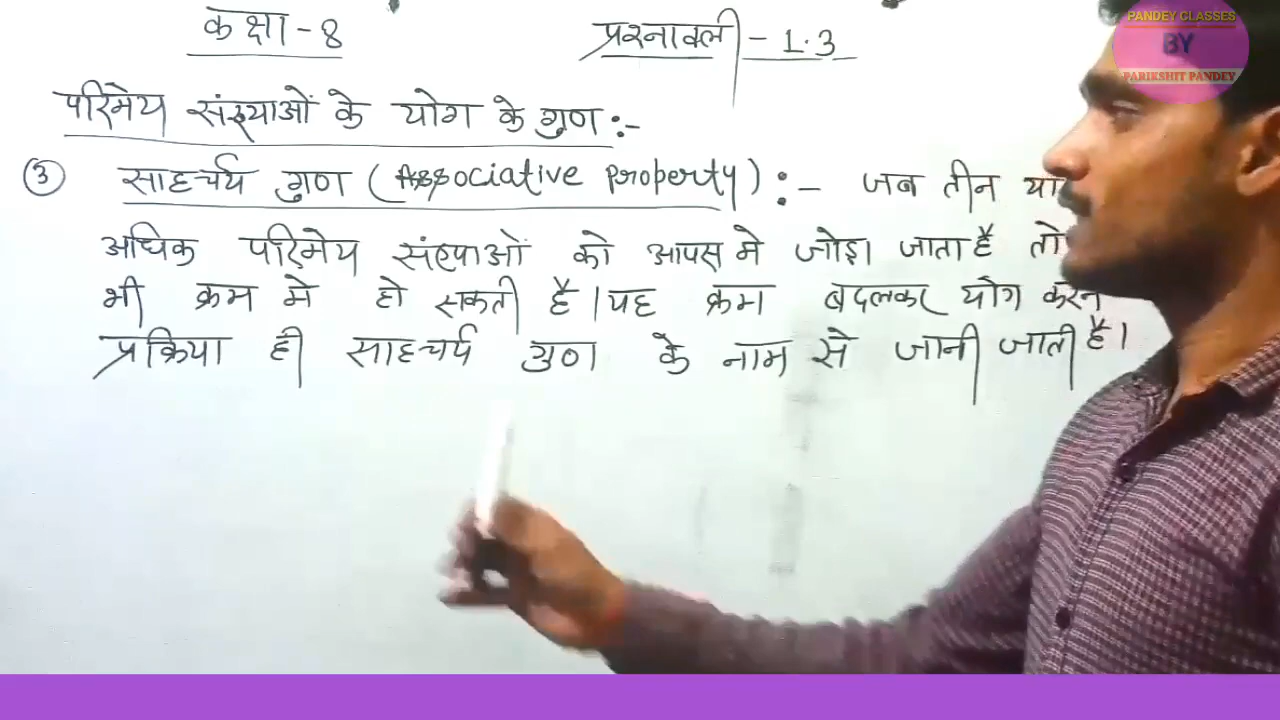 कक्षा - 8
प्रश्नावली - 1.3
PANDEY CLASSES
BY
PARIKSHIT PANDEY
परिमेय संख्याओं के योग के गुण :-
③ साहचर्य गुण (Associative Property) :- जब तीन या
अधिक परिमेय संख्याओं को आपस मे जोड़ा जाता है तो
भी क्रम मे हो सकती है। यह क्रम बदलकर योग करन
प्रक्रिया ही साहचर्य गुण के नाम से जानी जाती है।